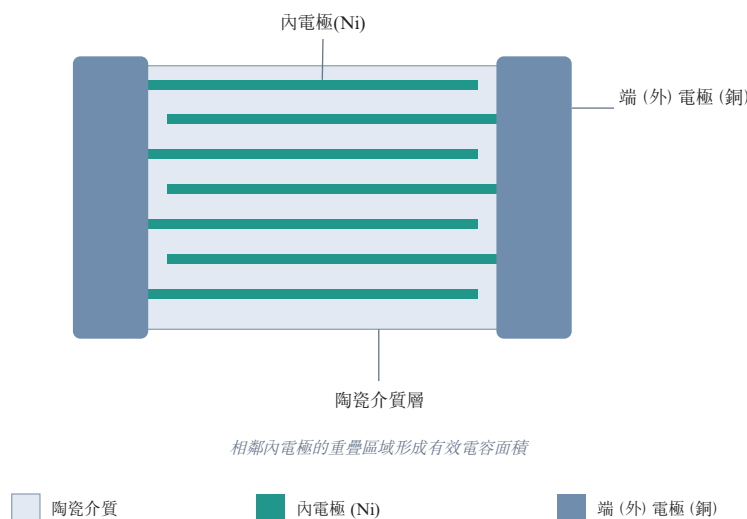 內電極(Ni)
端 (外) 電極 (銅)
陶瓷介質層
相鄰內電極的重疊區域形成有效電容面積
陶瓷介質
內電極 (Ni)
端 (外) 電極 (銅)